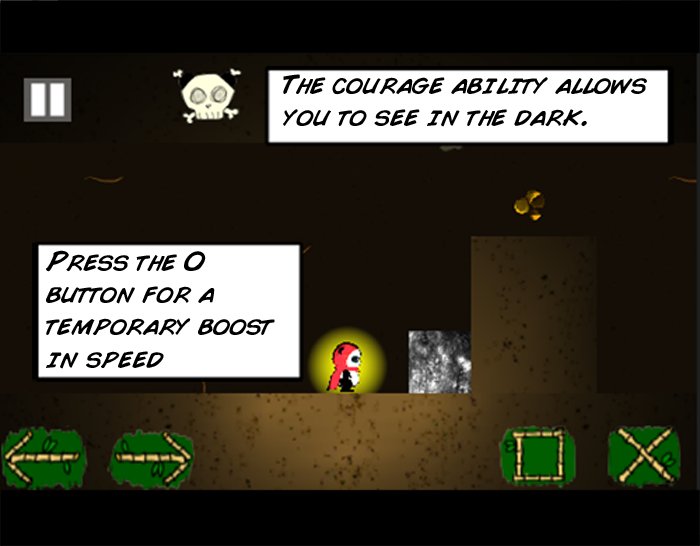 The courage ability allows
you to see in the dark.
Press the O
button for a
temporary boost
in speed